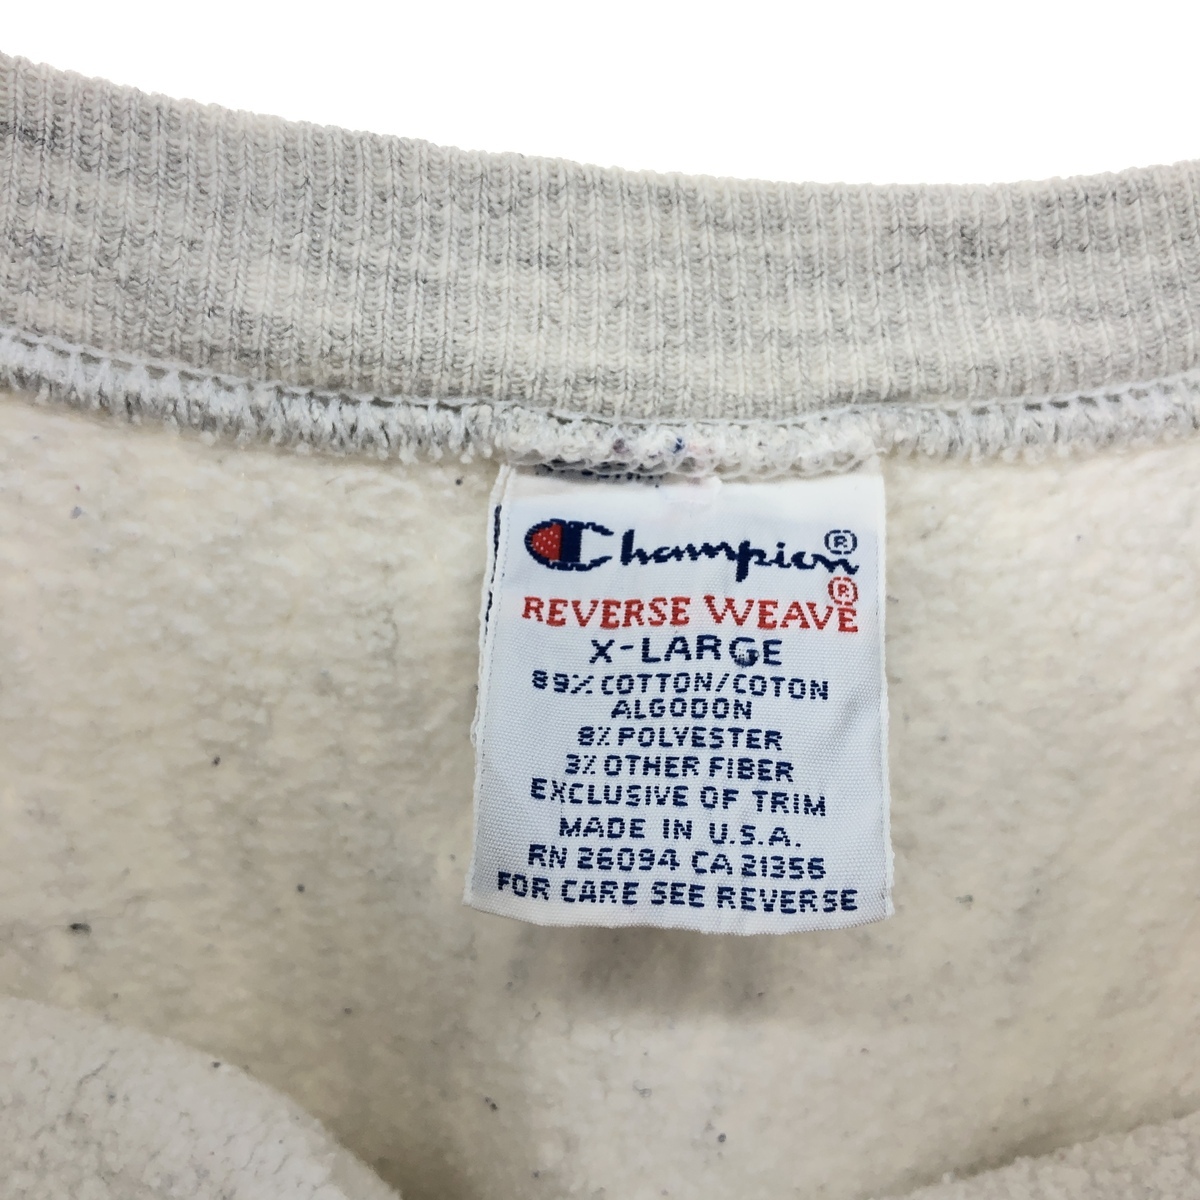 Champion®
REVERSE WEAVE®
X-LARGE
89% COTTON/COTON
ALGODON
8% POLYESTER
3% OTHER FIBER
EXCLUSIVE OF TRIM
MADE IN U.S.A.
RN 26094 CA 21356
FOR CARE SEE REVERSE